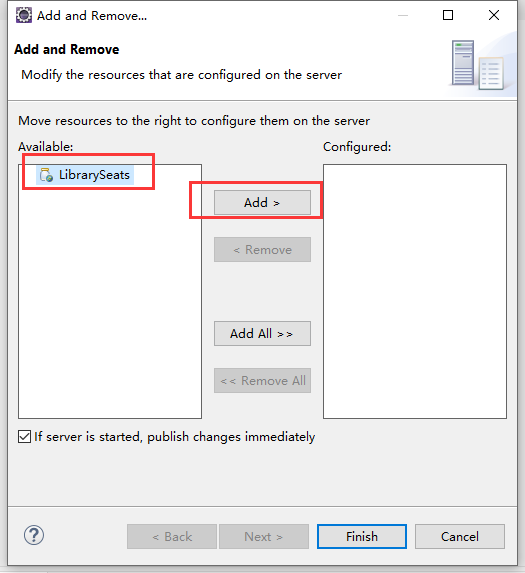 Add and Remove...
Add and Remove
Modify the resources that are configured on the server
Move resources to the right to configure them on the server
Available:
Configured:
LibrarySeats
Add >
< Remove
Add All >>
<< Remove All
If server is started, publish changes immediately
?
< Back
Next >
Finish
Cancel